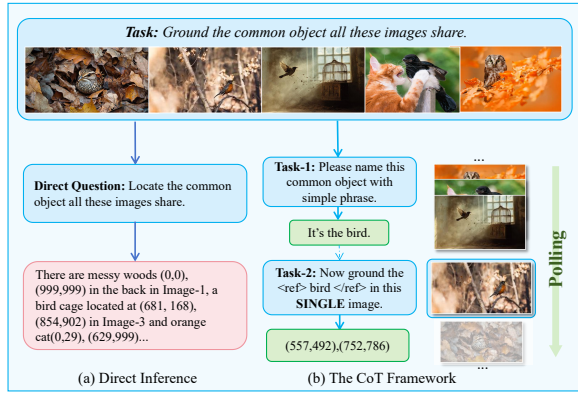 Task: Ground the common object all these images share.
Direct Question: Locate the common
object all these images share.
There are messy woods (0,0),
(999,999) in the back in Image-1, a
bird cage located at (681, 168),
(854,902) in Image-3 and orange
cat(0,29), (629,999)...
(a) Direct Inference
Task-1: Please name this
common object with
simple phrase.
It's the bird.
Task-2: Now ground the
<ref> bird </ref> in this
SINGLE image.
(557,492),(752,786)
(b) The CoT Framework
...
Polling
...